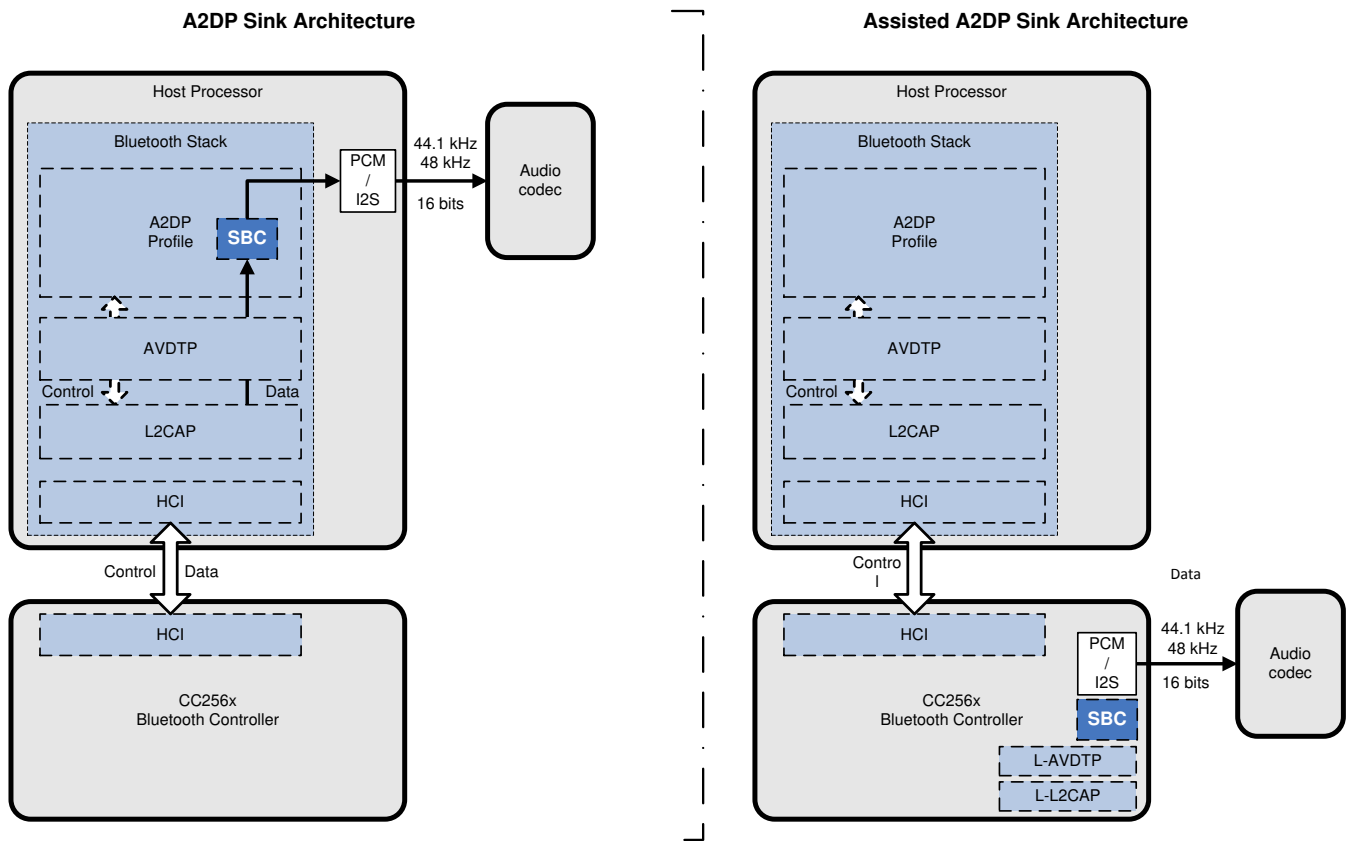 A2DP Sink Architecture
Host Processor
Bluetooth Stack
A2DP
Profile
SBC
PCM
/
I2S
44.1 kHz
48 kHz
16 bits
Audio
codec
AVDTP
Control
Data
L2CAP
HCI
Control
Data
HCI
CC256x
Bluetooth Controller
Assisted A2DP Sink Architecture
Host Processor
Bluetooth Stack
A2DP
Profile
AVDTP
Control
L2CAP
HCI
Contro
l
Data
HCI
PCM
/
I2S
44.1 kHz
48 kHz
16 bits
Audio
codec
CC256x
Bluetooth Controller
SBC
L-AVDTP
L-L2CAP